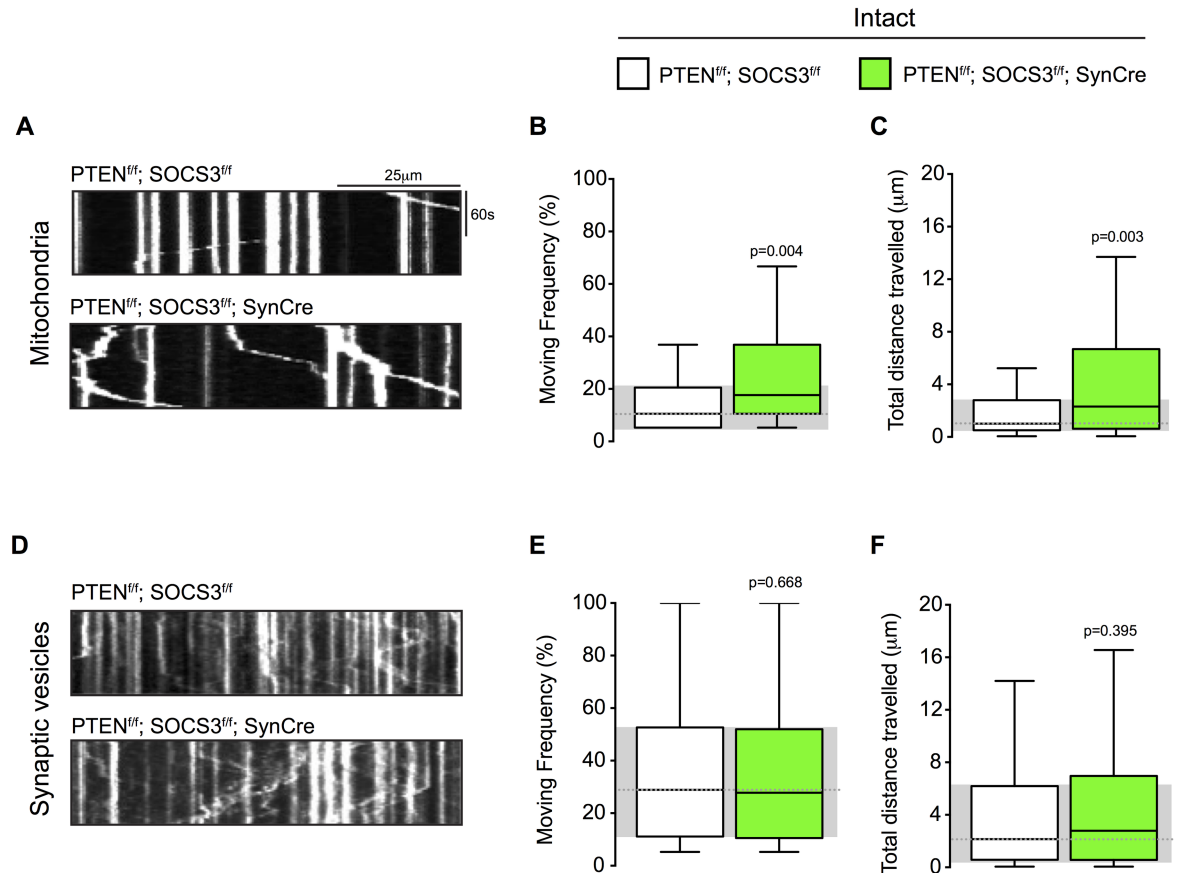 Intact
PTENf/f; SOCS3f/f
PTENf/f; SOCS3f/f; SynCre
A
Mitochondria
PTENf/f; SOCS3f/f
25μm
60s
PTENf/f; SOCS3f/f; SynCre
B
Moving Frequency (%)
100
80
60
40
20
0
p=0.004
C
Total distance travelled (μm)
20
16
12
8
4
0
p=0.003
D
Synaptic vesicles
PTENf/f; SOCS3f/f
PTENf/f; SOCS3f/f; SynCre
E
Moving Frequency (%)
100
80
60
40
20
0
p=0.668
F
Total distance travelled (μm)
20
16
12
8
4
0
p=0.395